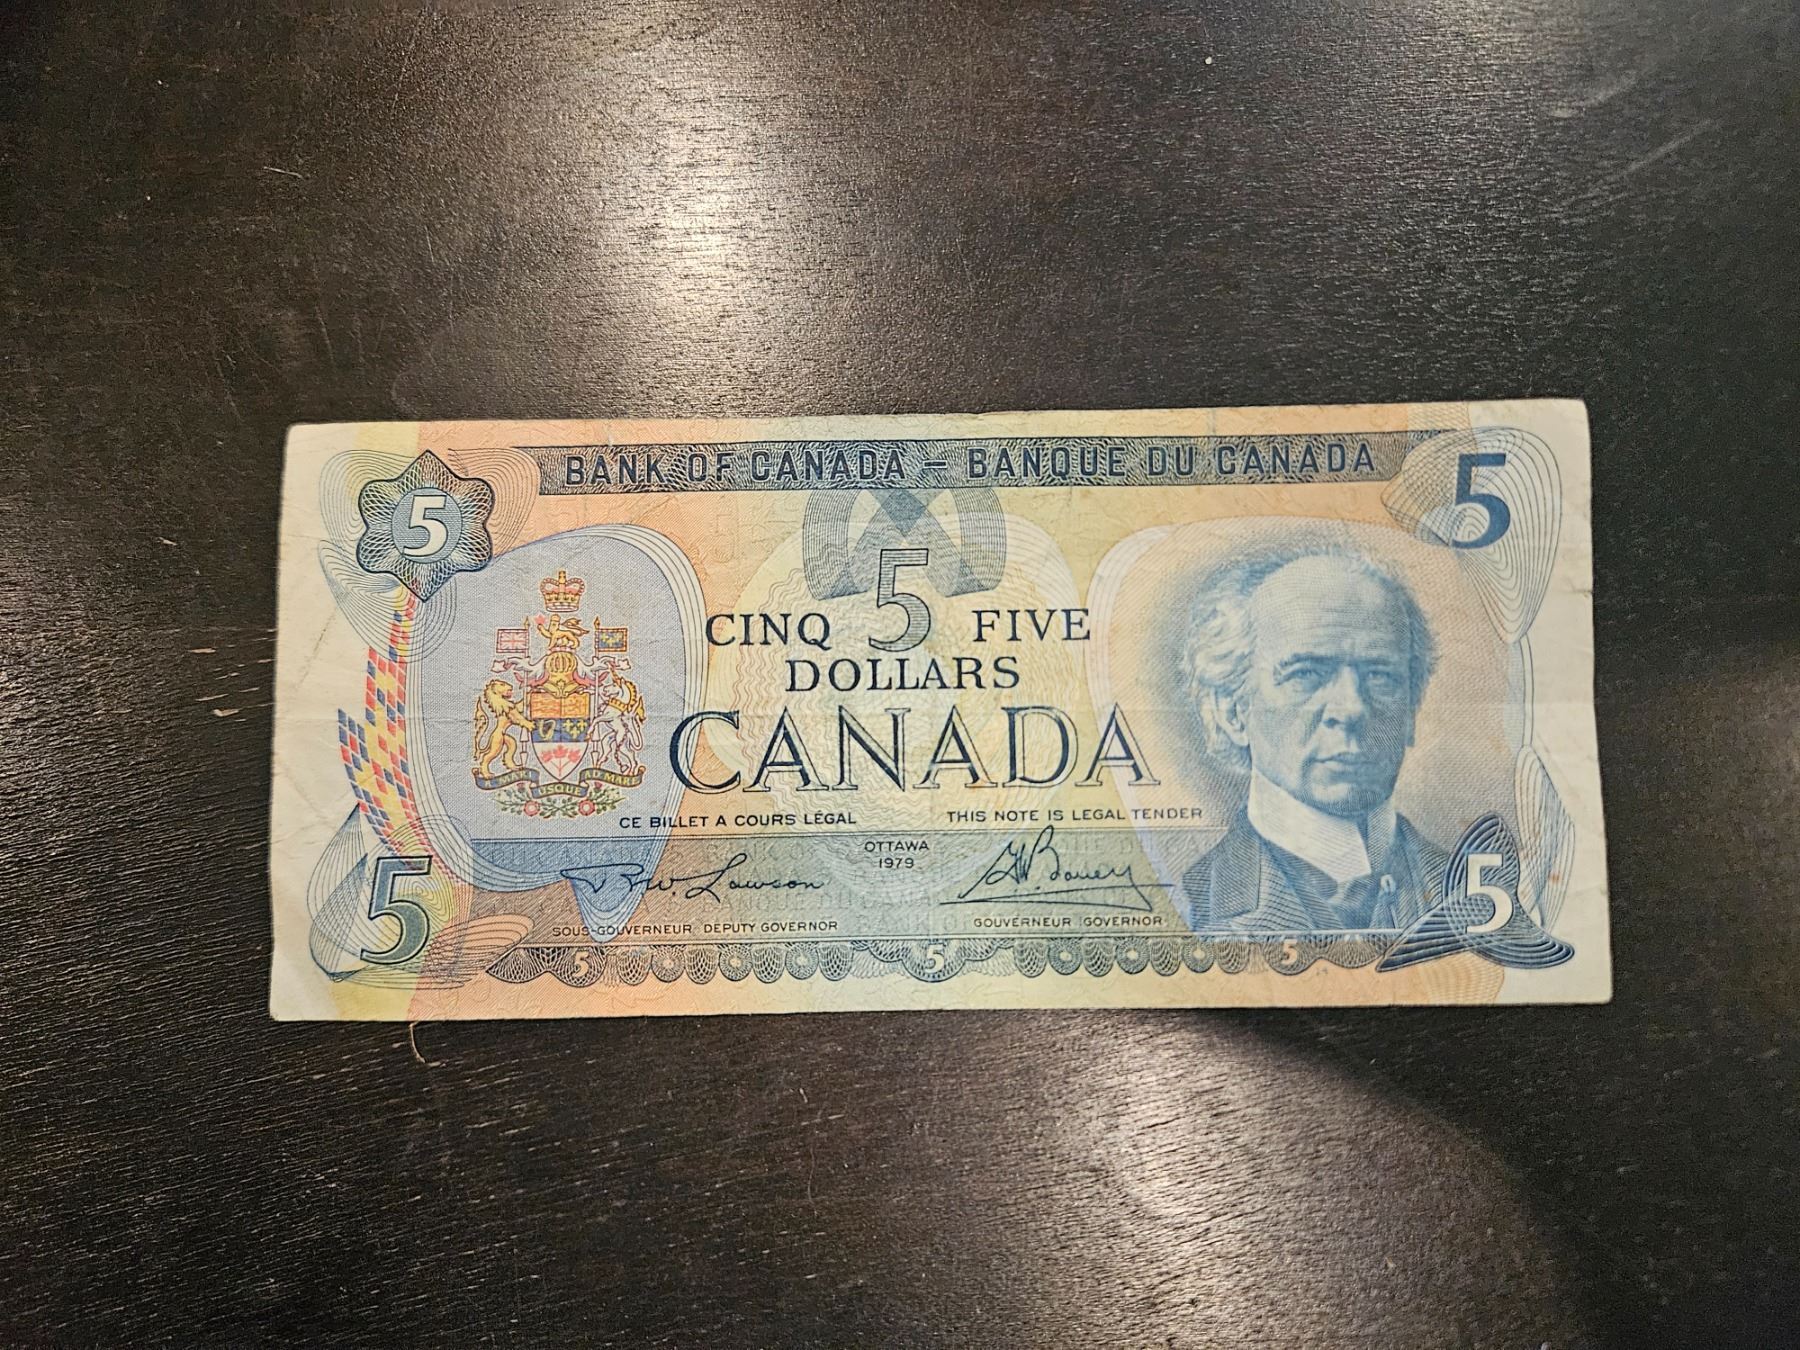 BANK OF CANADA – BANQUE DU CANADA
5
5
CINQ 5 FIVE
DOLLARS
CANADA
A MARI USQUE AD MARE
CE BILLET A COURS LÉGAL
THIS NOTE IS LEGAL TENDER
OTTAWA
1979
Lawson
Bouey
SOUS-GOUVERNEUR DEPUTY GOVERNOR
GOUVERNEUR GOVERNOR
5
5
5 5 5